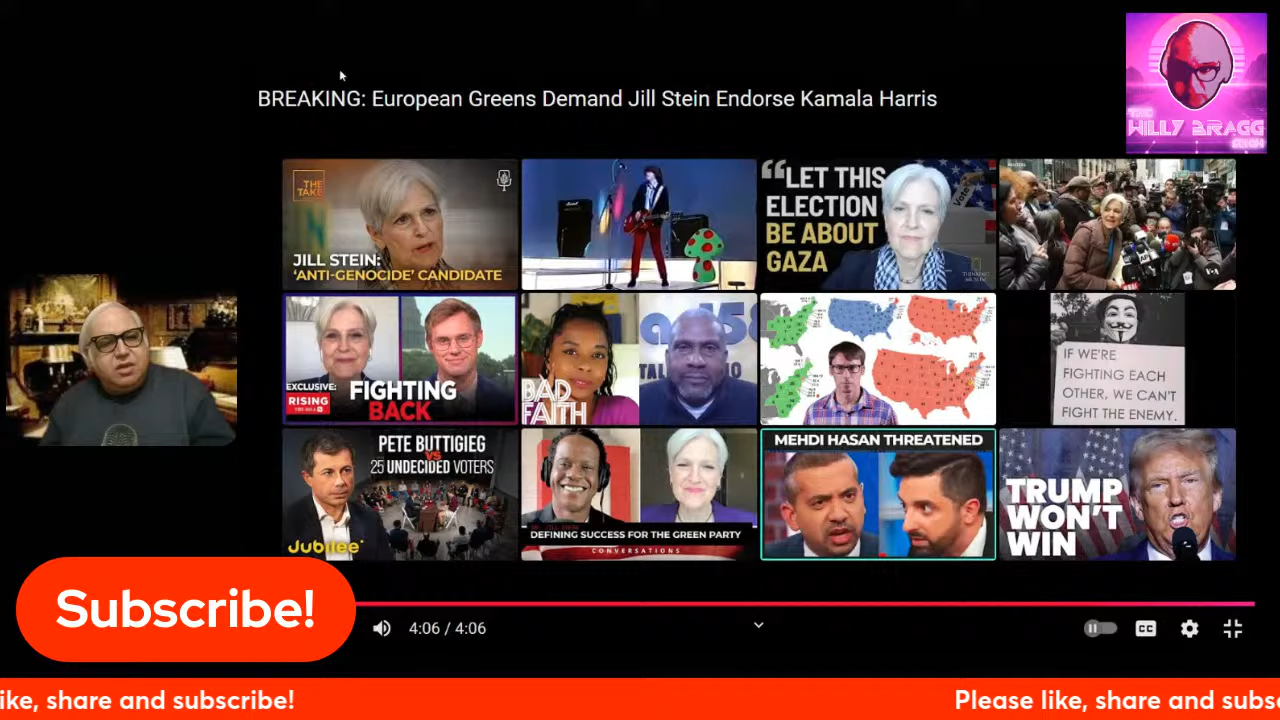 BREAKING: European Greens Demand Jill Stein Endorse Kamala Harris
THE
WILLY BRAGG
SHOW
THE
TAKE
JILL STEIN:
'ANTI-GENOCIDE' CANDIDATE
“LET THIS
ELECTION
BE ABOUT
GAZA
EXCLUSIVE:
RISING
FIGHTING
BACK
BAD
FAITH
IF WE'RE
FIGHTING EACH
OTHER, WE CAN'T
FIGHT THE ENEMY.
PETE BUTTIGIEG
VS
25 UNDECIDED VOTERS
Jubilee
DEFINING SUCCESS FOR THE GREEN PARTY
CONVERSATIONS
MEHDI HASAN THREATENED
TRUMP
WON'T
WIN
Subscribe!
4:06 / 4:06
CC
ike, share and subscribe!
Please like, share and subs